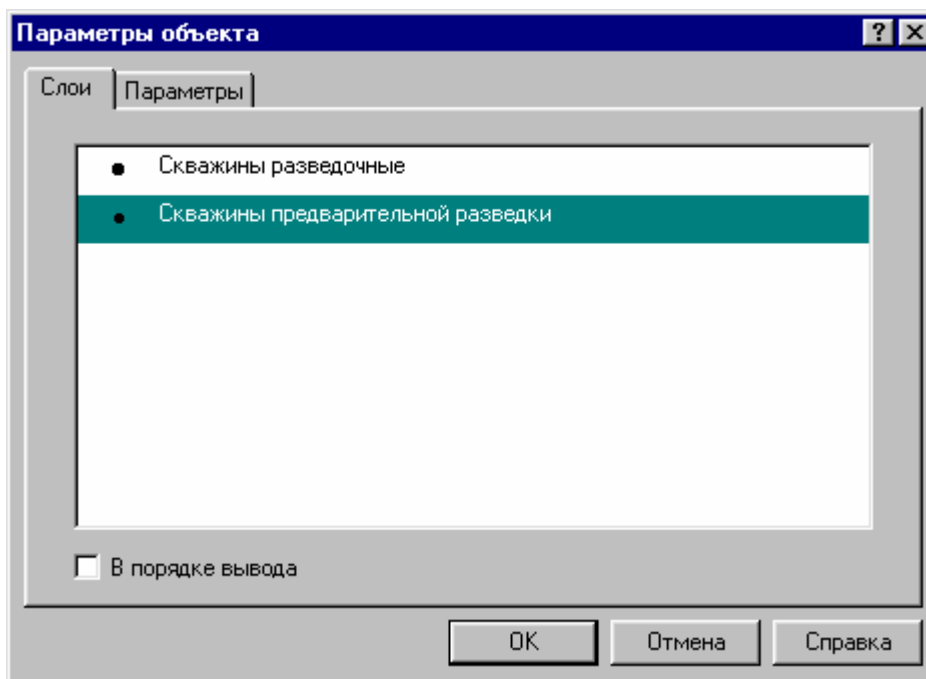 Параметры объекта
Слои Параметры
Скважины разведочные
Скважины предварительной разведки
В порядке вывода
OK Отмена Справка